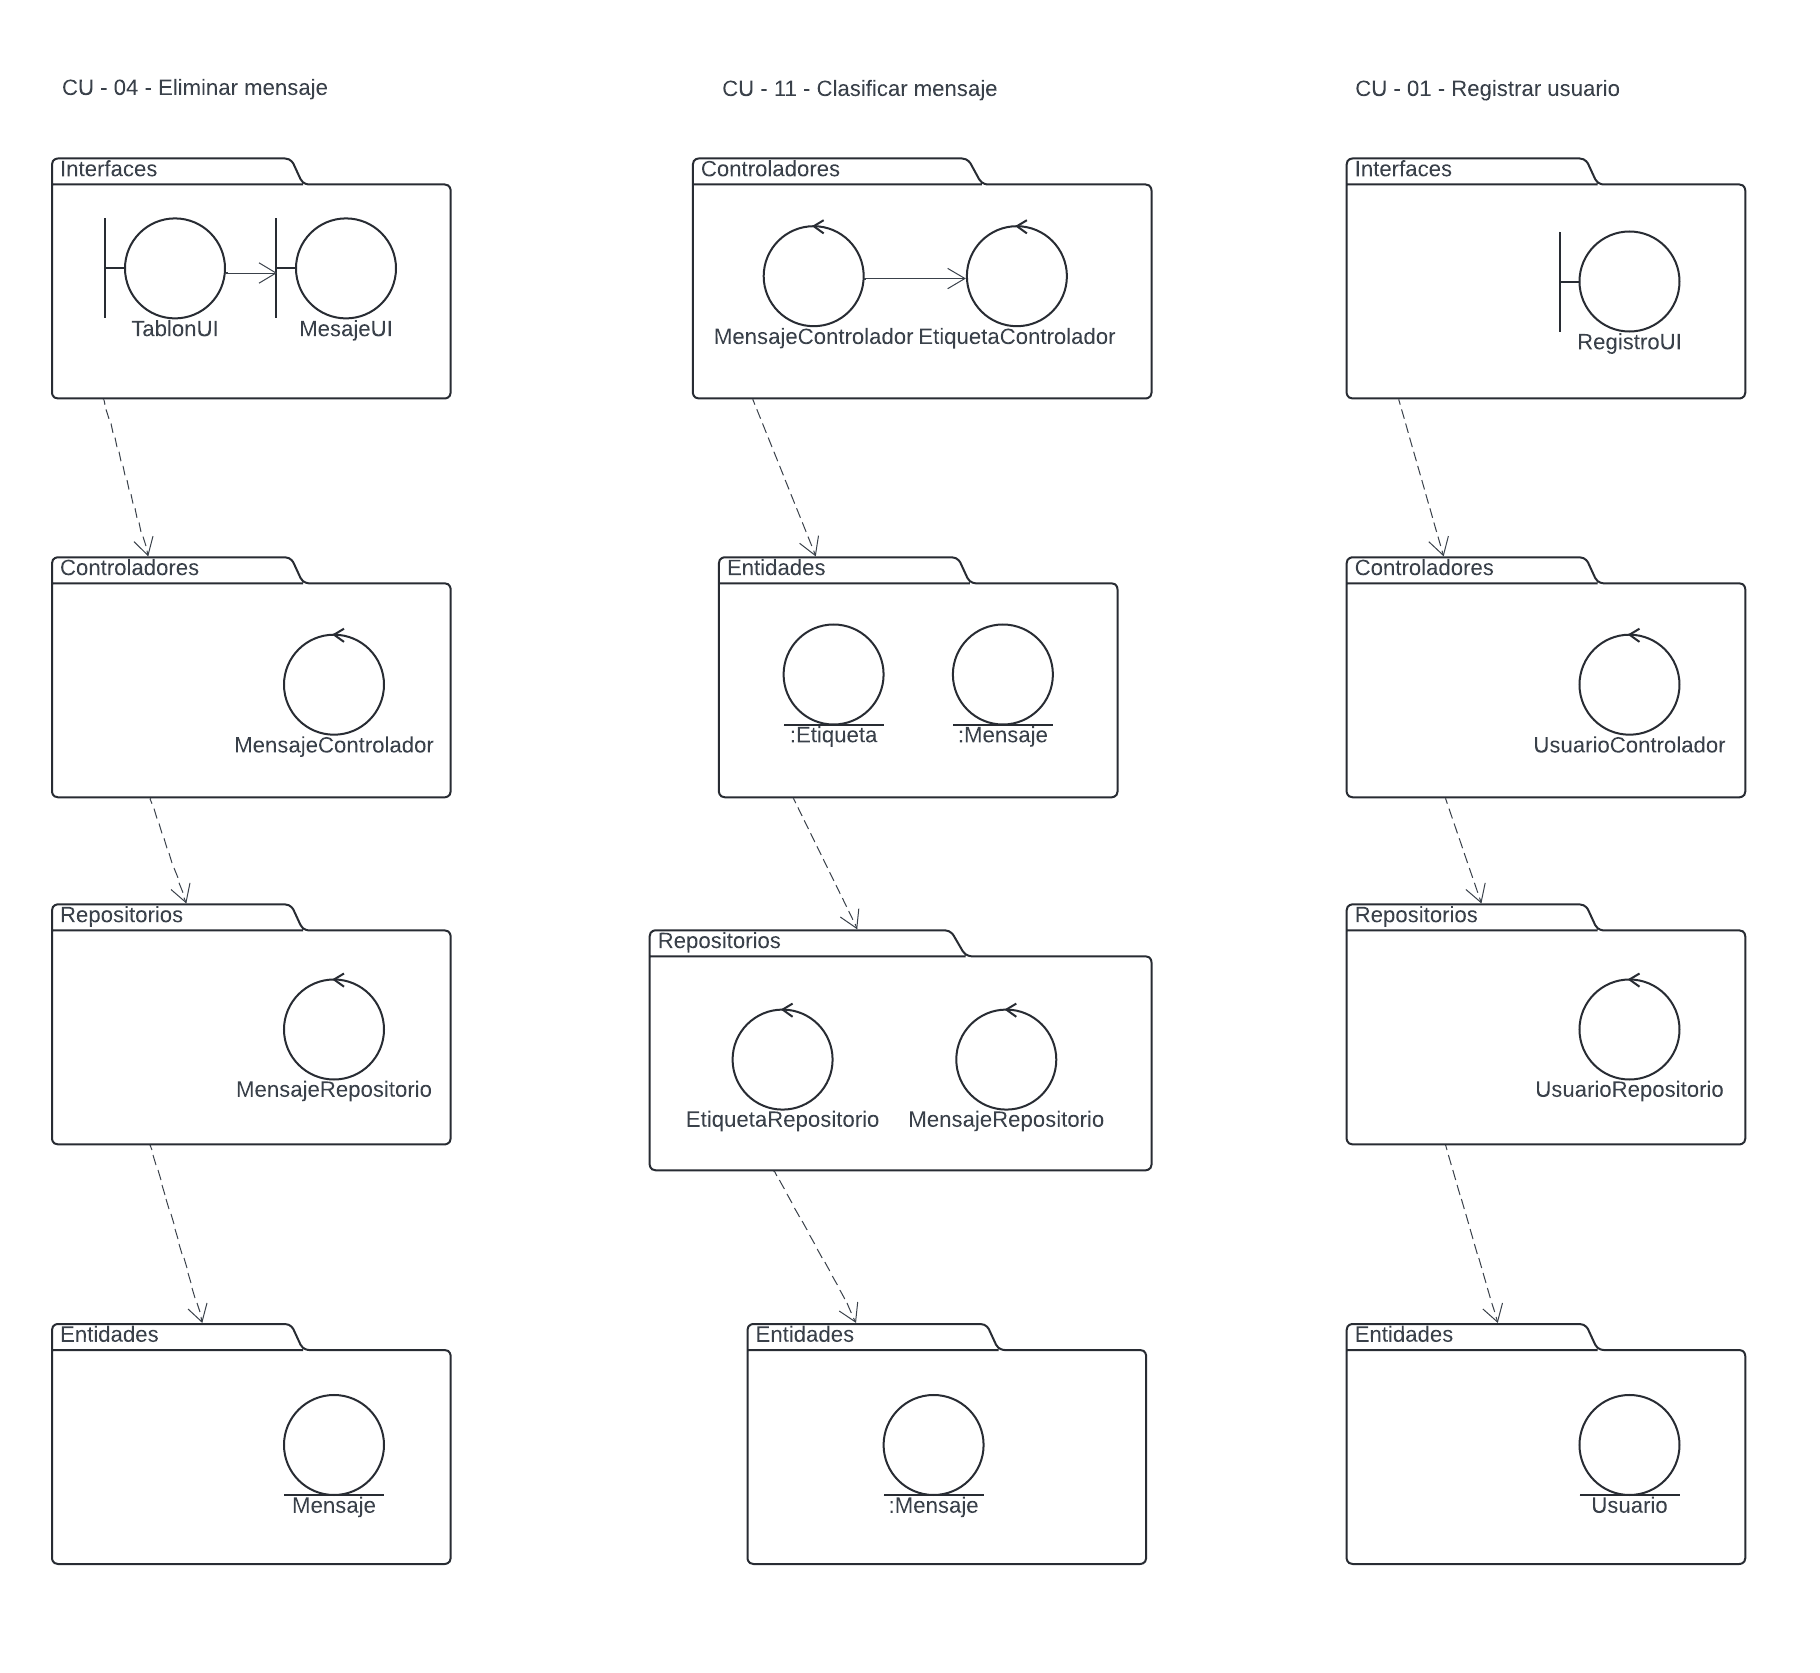 CU - 04 - Eliminar mensaje
Interfaces
TablonUI
MesajeUI
Controladores
MensajeControlador
Repositorios
MensajeRepositorio
Entidades
Mensaje
CU - 11 - Clasificar mensaje
Controladores
MensajeControlador
EtiquetaControlador
Entidades
:Etiqueta
:Mensaje
Repositorios
EtiquetaRepositorio
MensajeRepositorio
Entidades
:Mensaje
CU - 01 - Registrar usuario
Interfaces
RegistroUI
Controladores
UsuarioControlador
Repositorios
UsuarioRepositorio
Entidades
Usuario